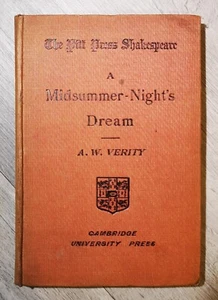 The Pitt Press Shakespeare
A
Midsummer-Night's
Dream
A. W. VERITY
CAMBRIDGE
UNIVERSITY PRESS